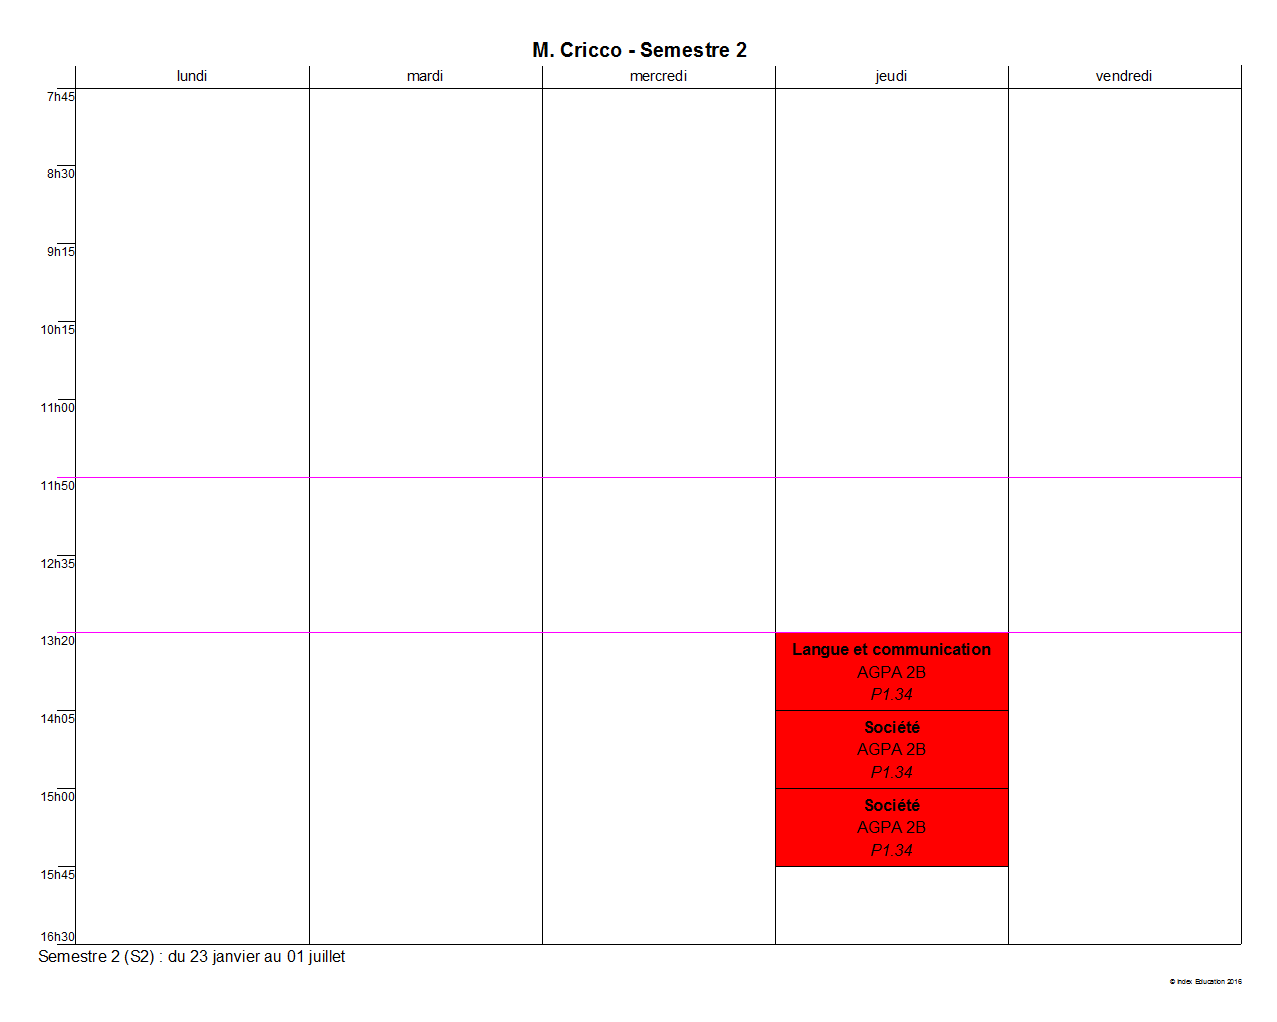 M. Cricco - Semestre 2
lundi mardi mercredi jeudi vendredi
7h45
8h30
9h15
10h15
11h00
11h50
12h35
13h20
Langue et communication
AGPA 2B
P1.34
14h05
Société
AGPA 2B
P1.34
15h00
Société
AGPA 2B
P1.34
15h45
16h30
Semestre 2 (S2) : du 23 janvier au 01 juillet
© Index Education 2016